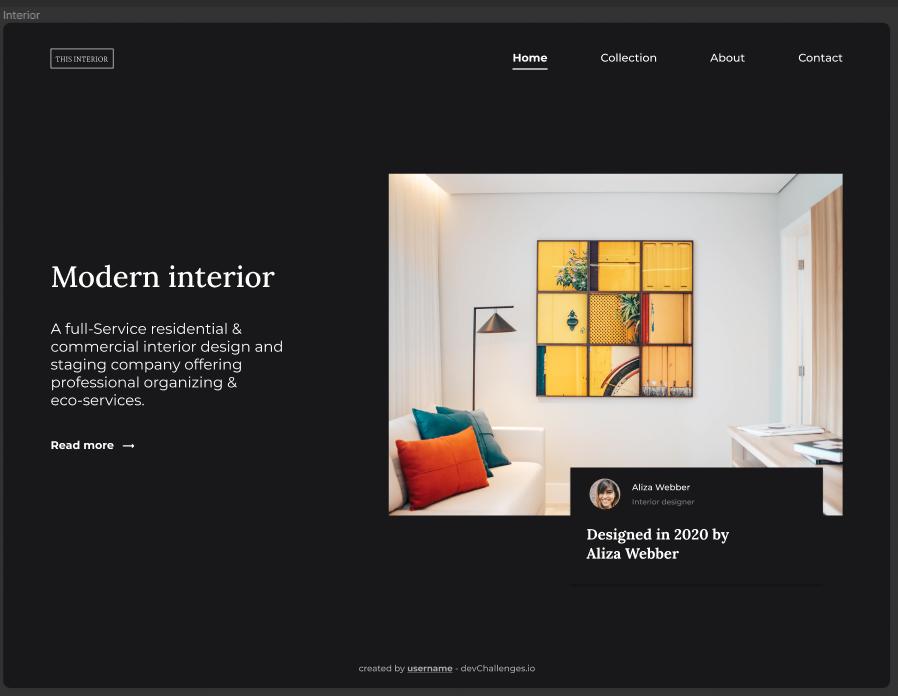 Interior
THIS INTERIOR
Home
Collection
About
Contact
Modern interior
A full-Service residential &
commercial interior design and
staging company offering
professional organizing &
eco-services.
Read more →
Aliza Webber
Interior designer
Designed in 2020 by
Aliza Webber
created by username - devChallenges.io